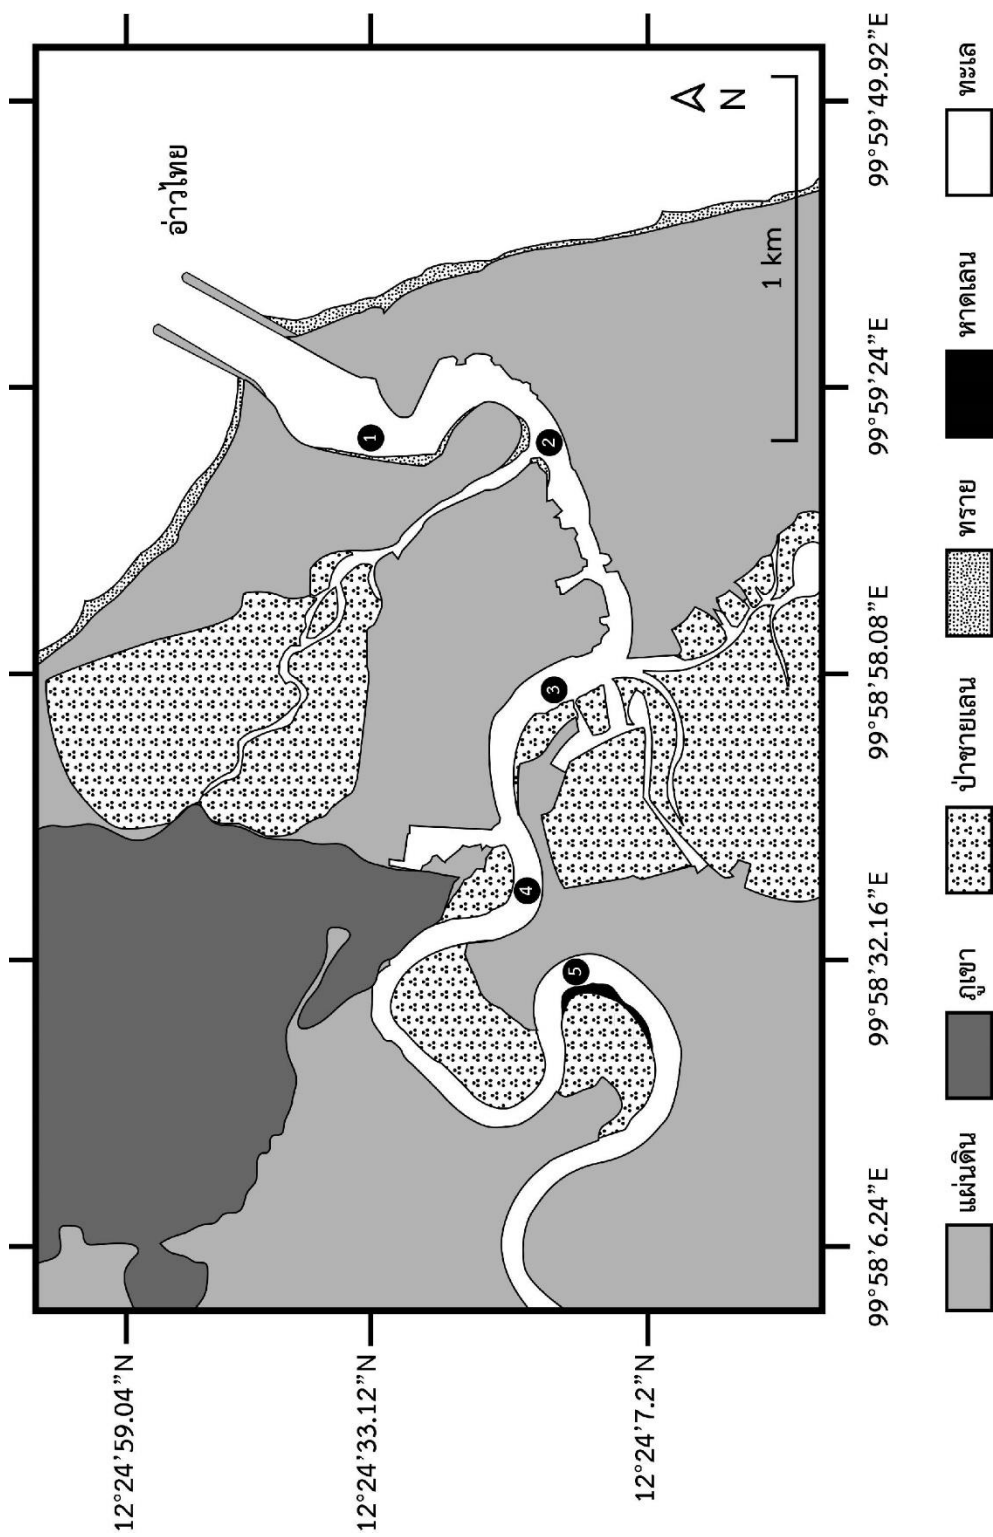 อ่าวไทย
1
2
3
4
5
N
1 km
12°24'59.04”N
12°24'33.12”N
12°24'7.2”N
99°58'6.24”E
99°58'32.16”E
99°58'58.08”E
99°59'24”E
99°59'49.92”E
แผ่นดิน
ภูเขา
ป่าชายเลน
ทราย
หาดเลน
ทะเล